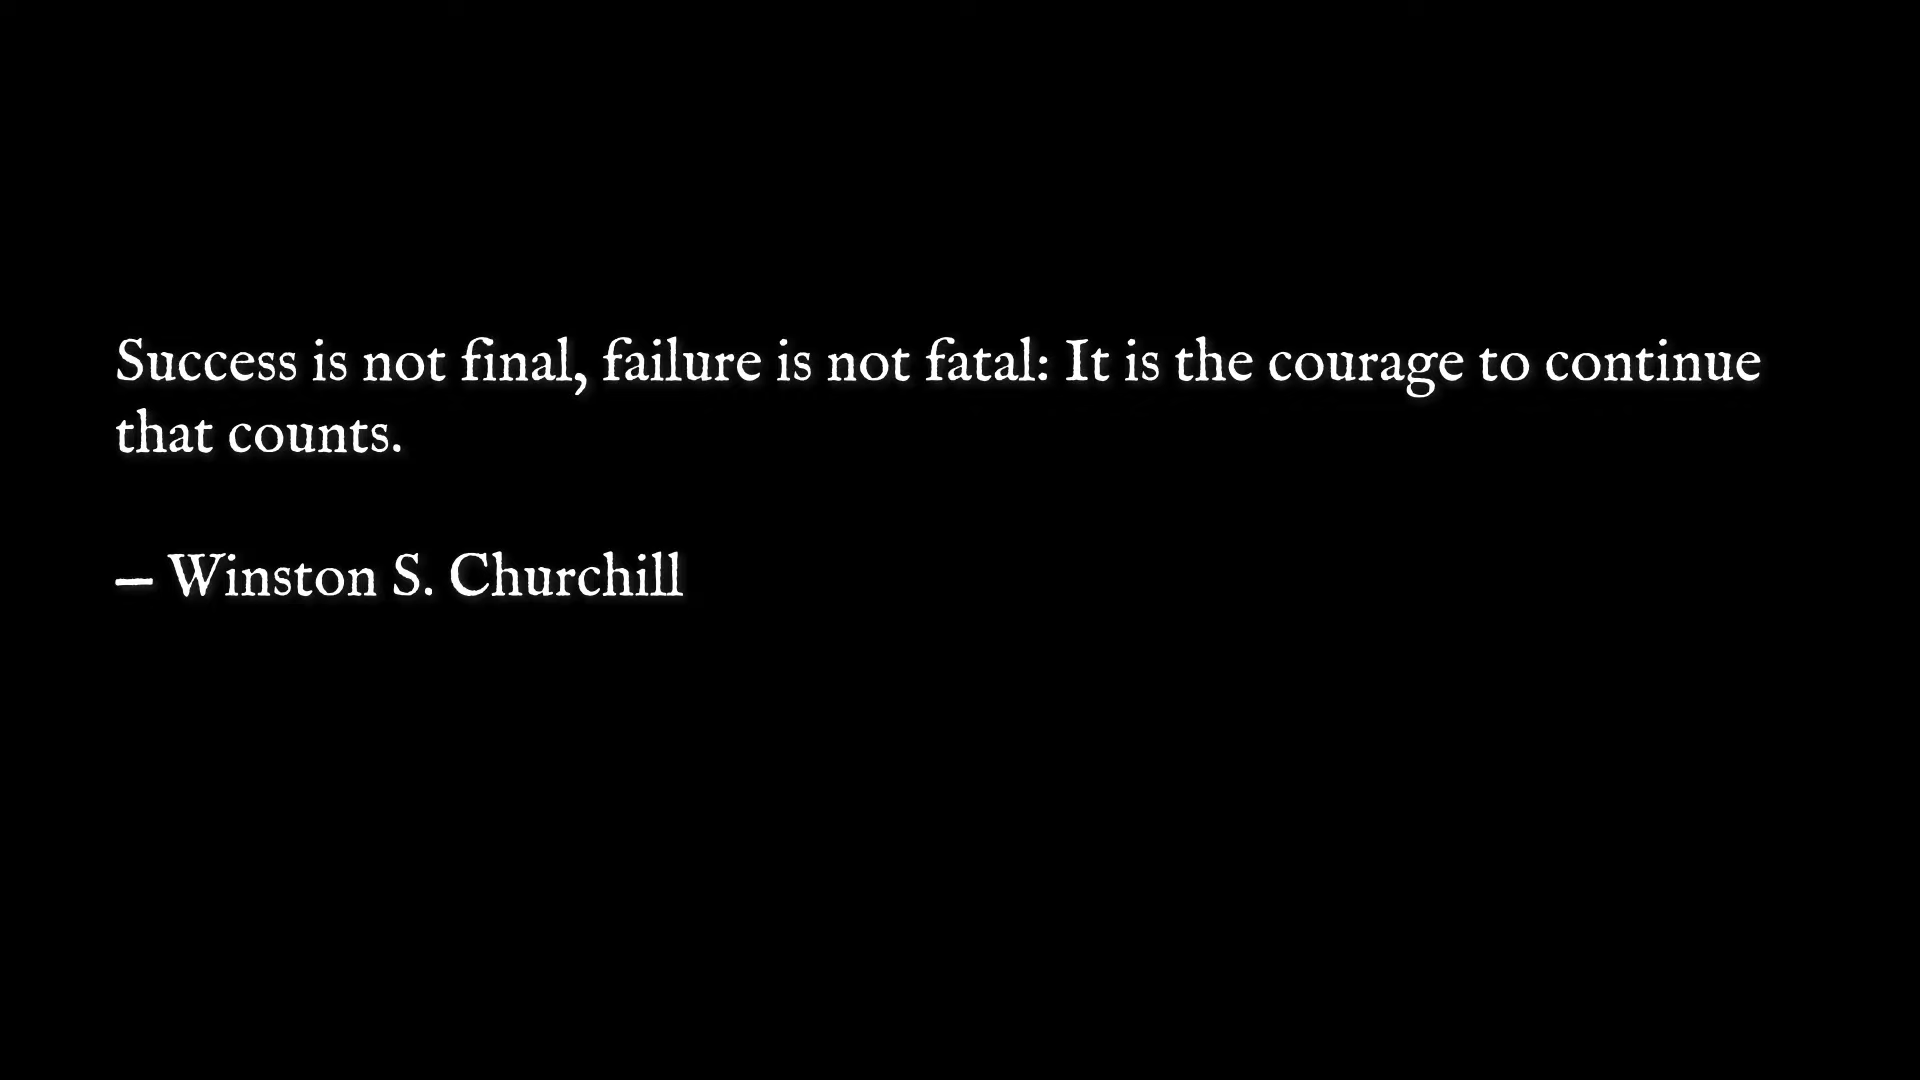 Success is not final, failure is not fatal: It is the courage to continue
that counts.
— Winston S. Churchill